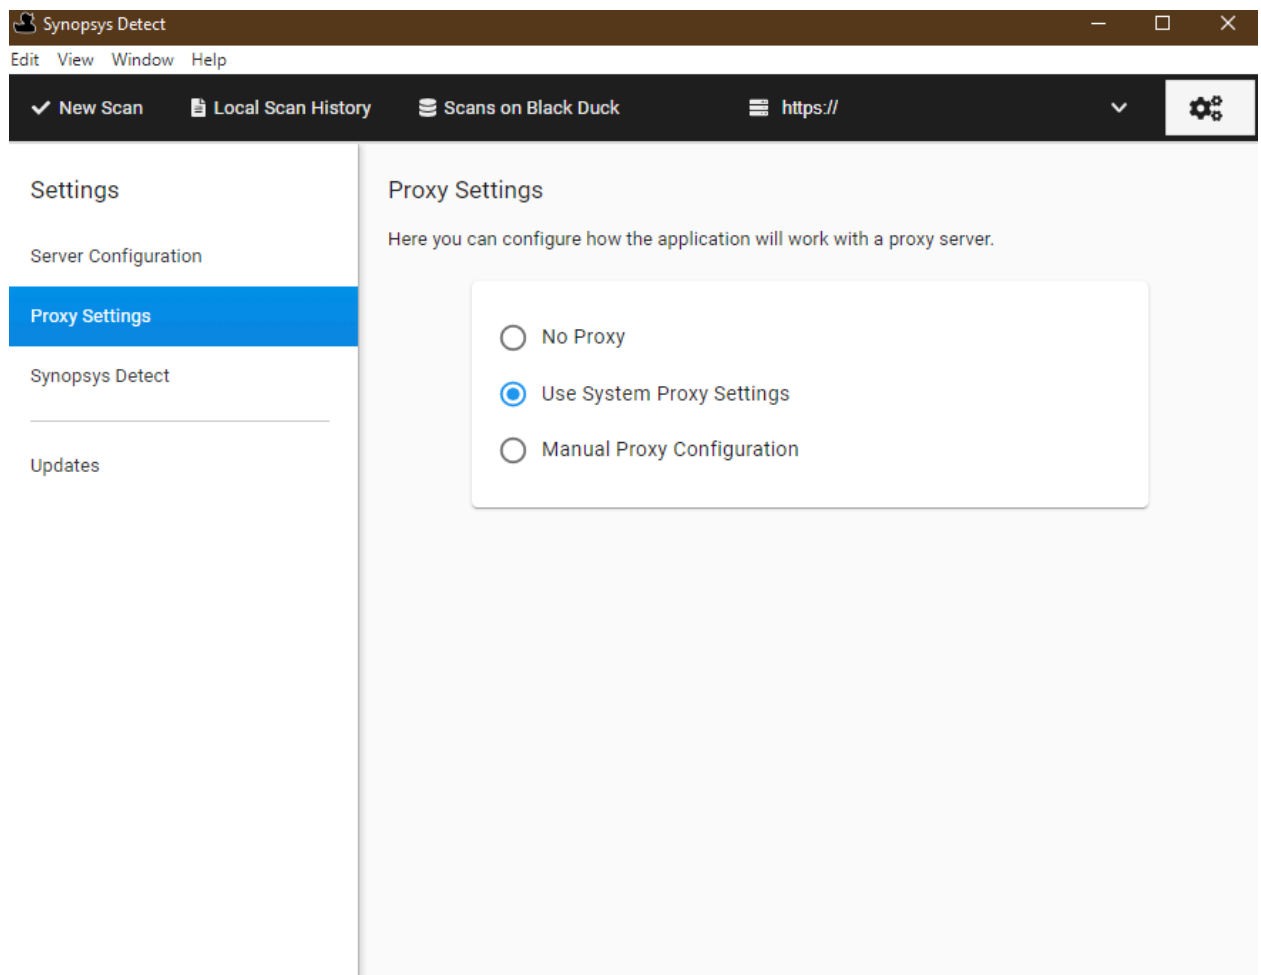 Synopsys Detect
Edit View Window Help
New Scan Local Scan History Scans on Black Duck https://
Settings
Server Configuration
Proxy Settings
Synopsys Detect
Updates
Proxy Settings
Here you can configure how the application will work with a proxy server.
No Proxy
Use System Proxy Settings
Manual Proxy Configuration